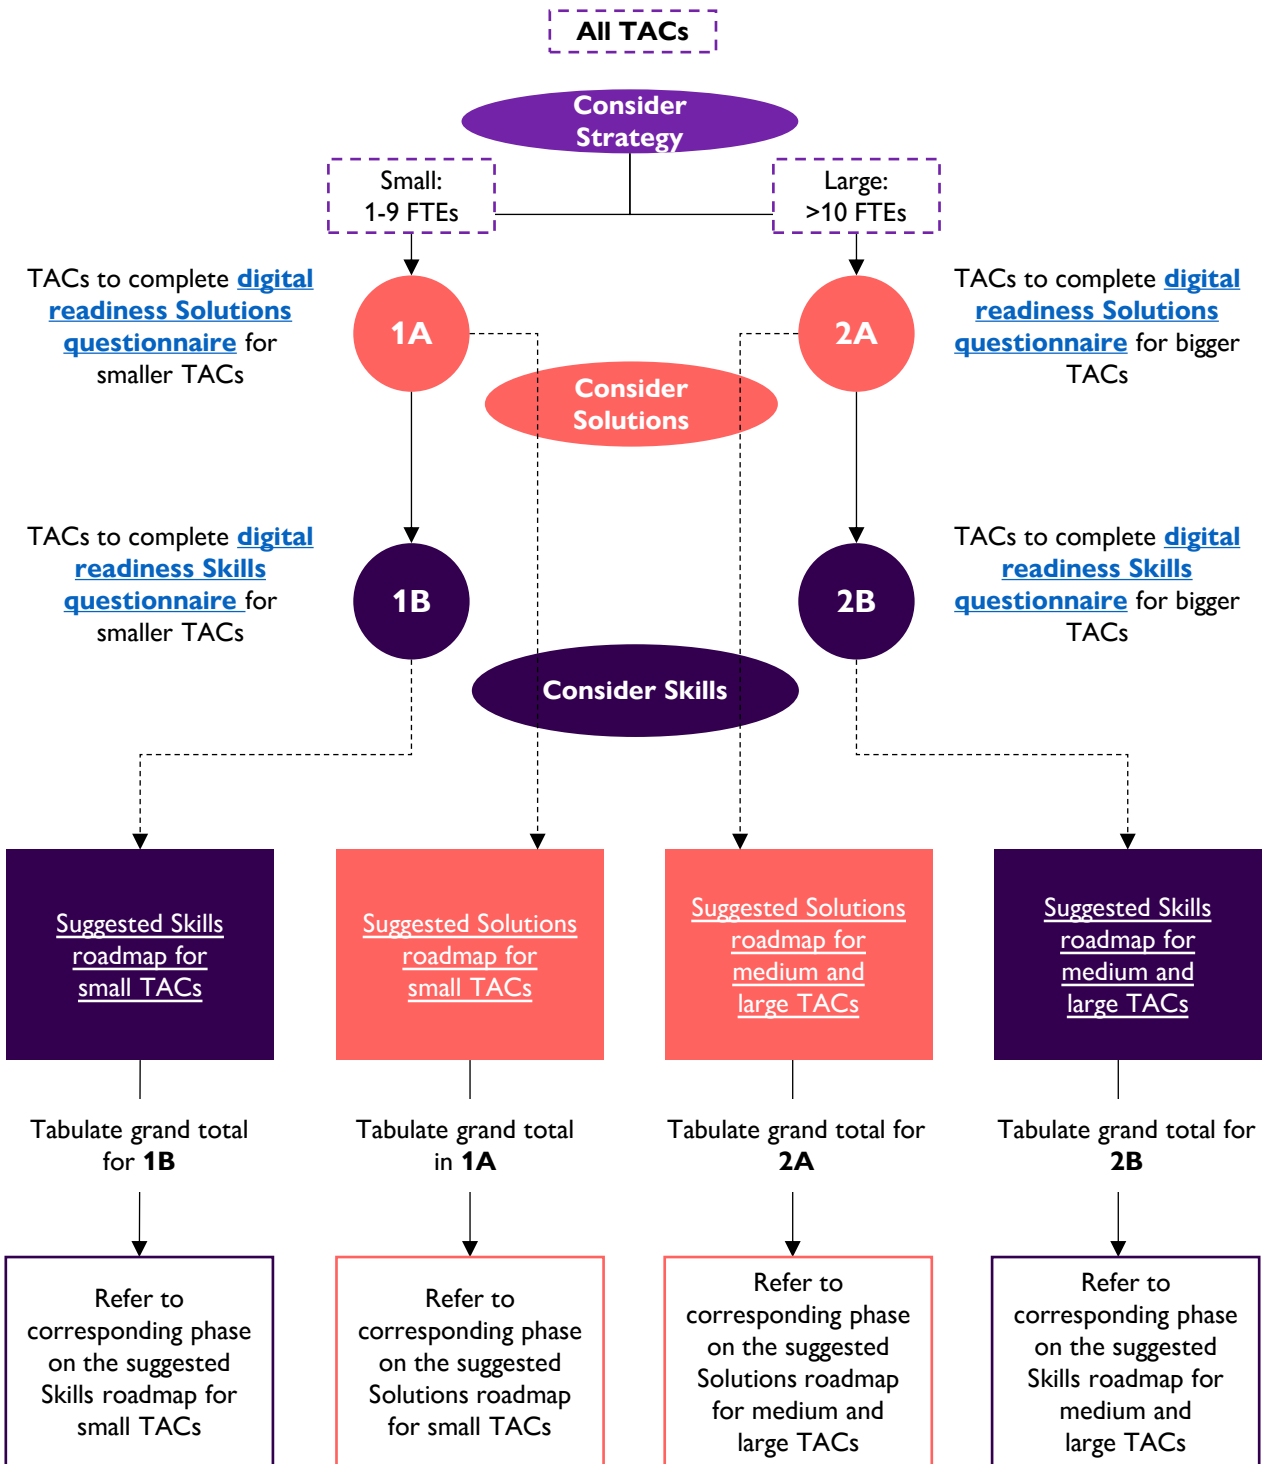 All TACs
Consider
Strategy
Small:
1-9 FTEs
Large:
>10 FTEs
TACs to complete digital
readiness Solutions
questionnaire for
smaller TACs
1A
2A
TACs to complete digital
readiness Solutions
questionnaire for bigger
TACs
Consider
Solutions
TACs to complete digital
readiness Skills
questionnaire for
smaller TACs
1B
2B
TACs to complete digital
readiness Skills
questionnaire for bigger
TACs
Consider Skills
Suggested Skills
roadmap for
small TACs
Suggested Solutions
roadmap for
small TACs
Suggested Solutions
roadmap for
medium and
large TACs
Suggested Skills
roadmap for
medium and
large TACs
Tabulate grand total
for 1B
Tabulate grand total
in 1A
Tabulate grand total for
2A
Tabulate grand total for
2B
Refer to
corresponding phase
on the suggested
Skills roadmap for
small TACs
Refer to
corresponding phase
on the suggested
Solutions roadmap
for small TACs
Refer to
corresponding phase
on the suggested
Solutions roadmap
for medium and
large TACs
Refer to
corresponding phase
on the suggested
Skills roadmap for
medium and
large TACs